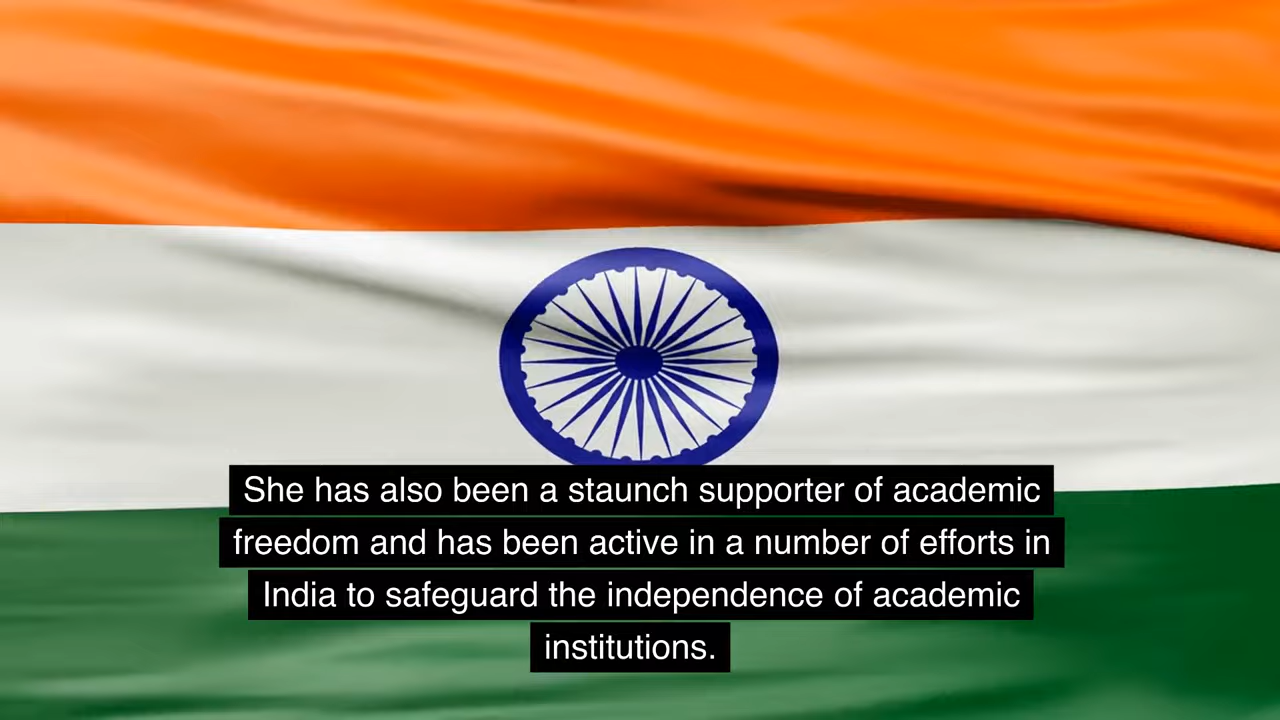 She has also been a staunch supporter of academic
freedom and has been active in a number of efforts in
India to safeguard the independence of academic
institutions.